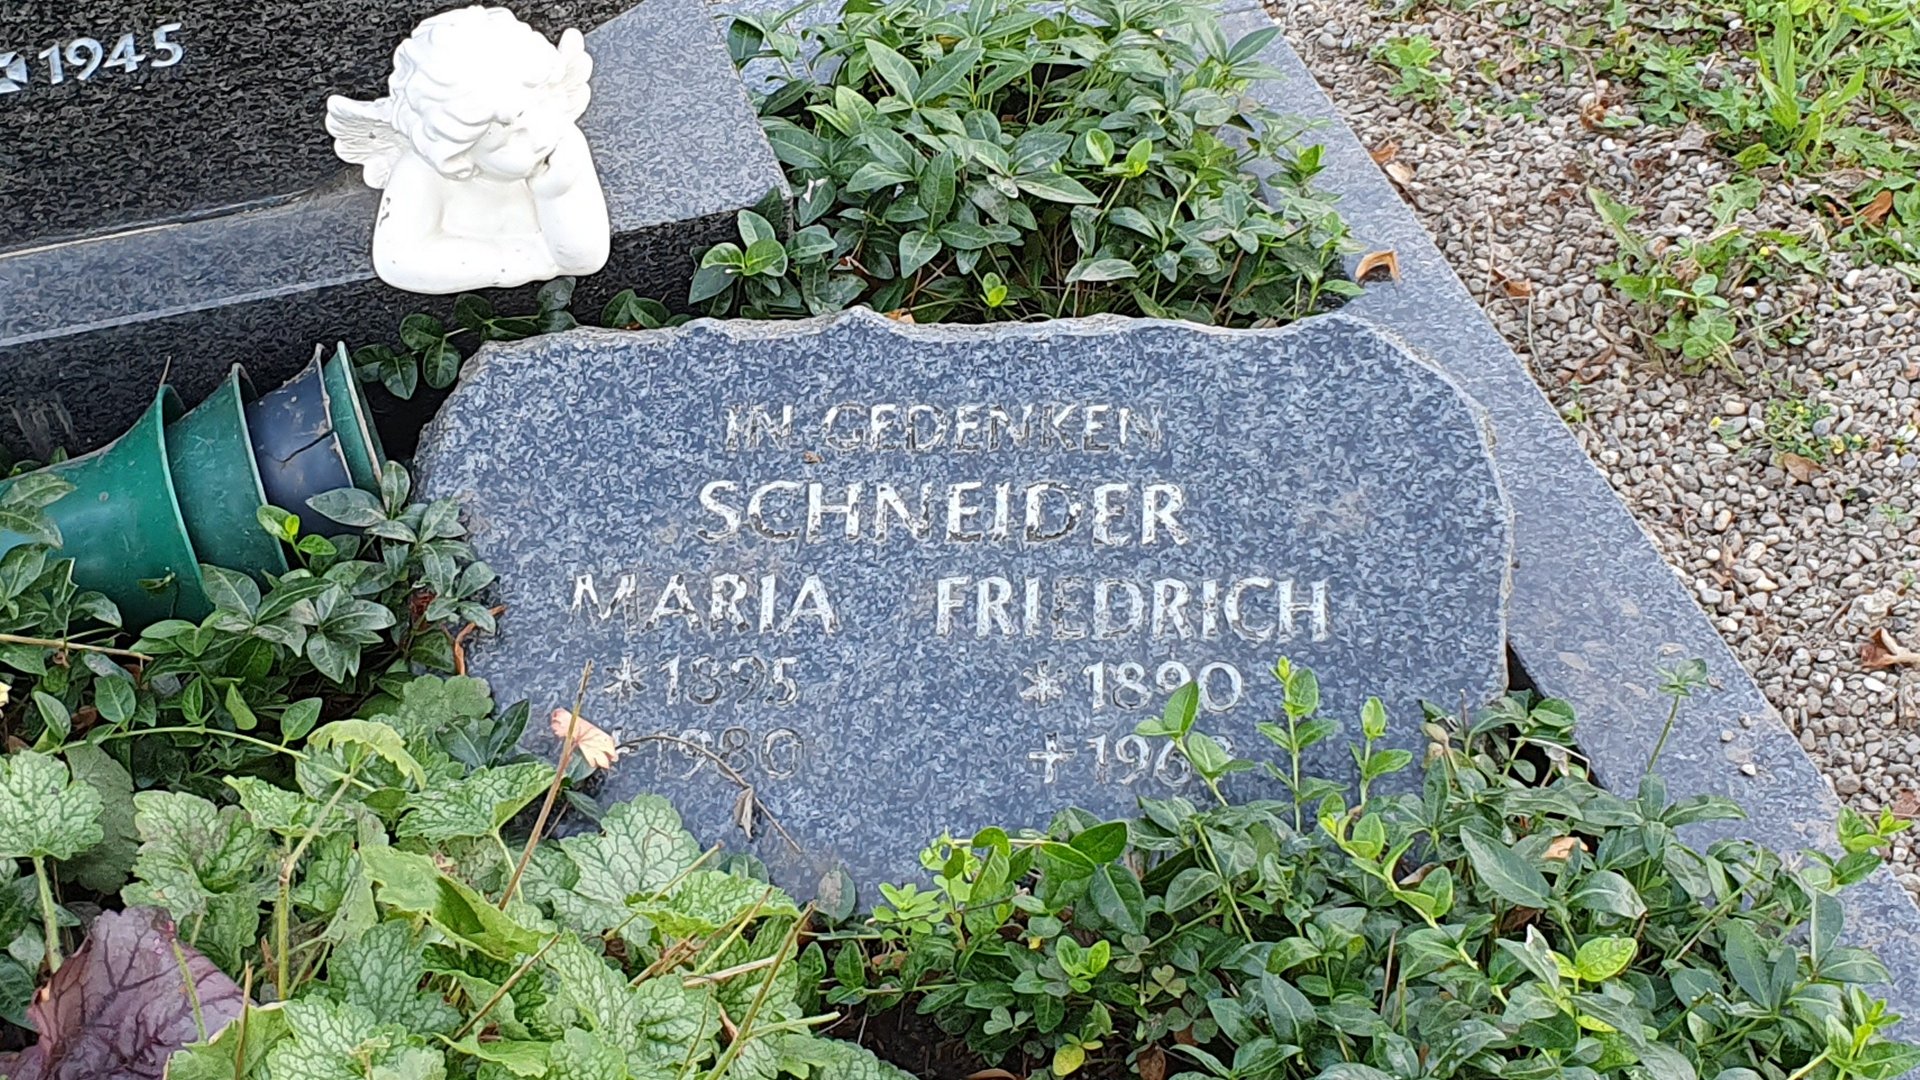 * 1945
IN GEDENKEN
SCHNEIDER
MARIA FRIEDRICH
* 1895 * 1890
1980